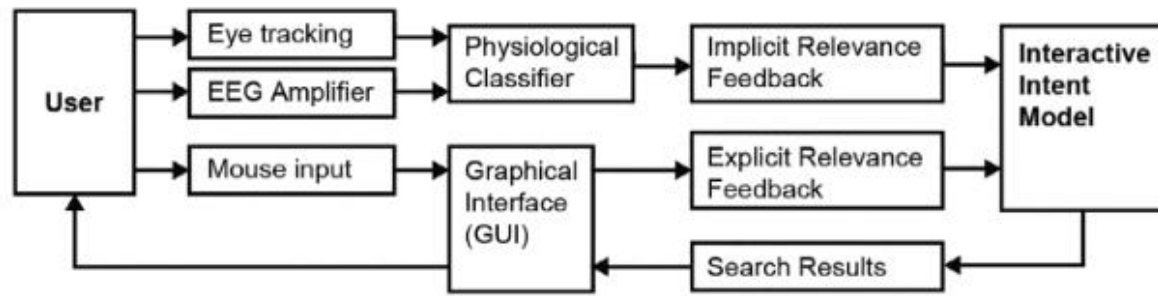 User
Eye tracking
EEG Amplifier
Mouse input
Physiological
Classifier
Graphical
Interface
(GUI)
Implicit Relevance
Feedback
Explicit Relevance
Feedback
Search Results
Interactive
Intent
Model